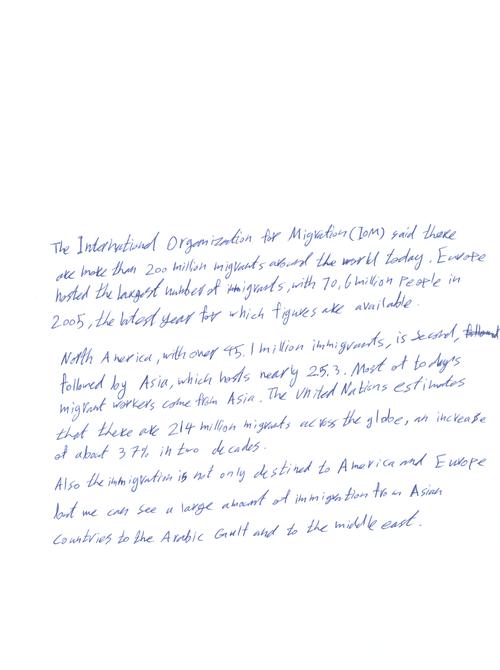 The International Organization for Migration (IOM) said there
are more than 200 million migrants around the world today. Europe
hosted the largest number of immigrants, with 70,6 million people in
2005, the latest year for which figures are available.
North America, with over 45.1 million immigrants, is second,
followed by Asia, which hosts nearly 25.3. Most of today's
migrant workers come from Asia. The United Nations estimates
that there are 214 million migrants across the globe, an increase
of about 37% in two decades.
Also the immigration is not only destined to America and Europe
but we can see a large amount of immigration from Asian
Countries to the Arabic Gulf and to the middle east.